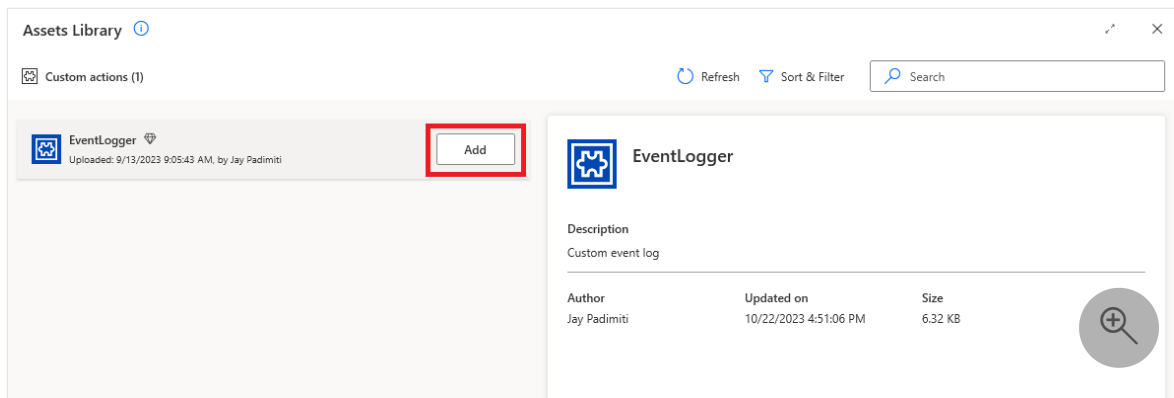 Assets Library
Custom actions (1)
Refresh
Sort & Filter
Search
EventLogger
Uploaded: 9/13/2023 9:05:43 AM, by Jay Padimiti
Add
EventLogger
Description
Custom event log
Author
Updated on
Size
Jay Padimiti
10/22/2023 4:51:06 PM
6.32 KB